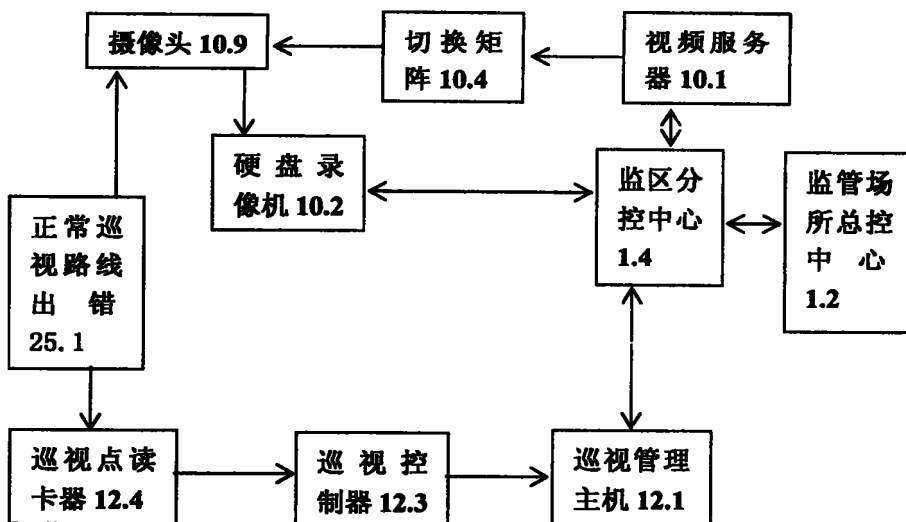 摄像头 10.9
切换矩
阵 10.4
视频服务
器 10.1
硬盘录
像机 10.2
监区分
控中心
1.4
监管场
所总控
中心
1.2
正常巡
视路线
出错
25. 1
巡视点读
卡器 12.4
巡视控
制器 12.3
巡视管理
主机 12.1